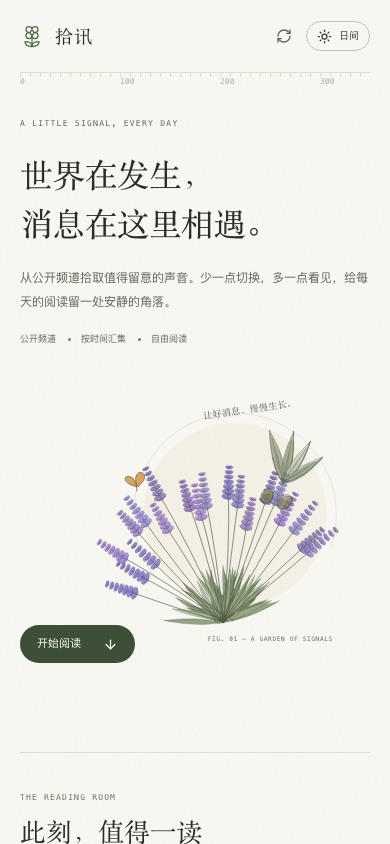 拾讯
日间
0 100 200 300
A LITTLE SIGNAL, EVERY DAY
世界在发生，
消息在这里相遇。
从公开频道拾取值得留意的声音。少一点切换，多一点看见，给每
天的阅读留一处安静的角落。
公开频道 • 按时间汇集 • 自由阅读
让好消息，慢慢生长。
开始阅读
FIG. 01 — A GARDEN OF SIGNALS
THE READING ROOM
此刻，值得一读